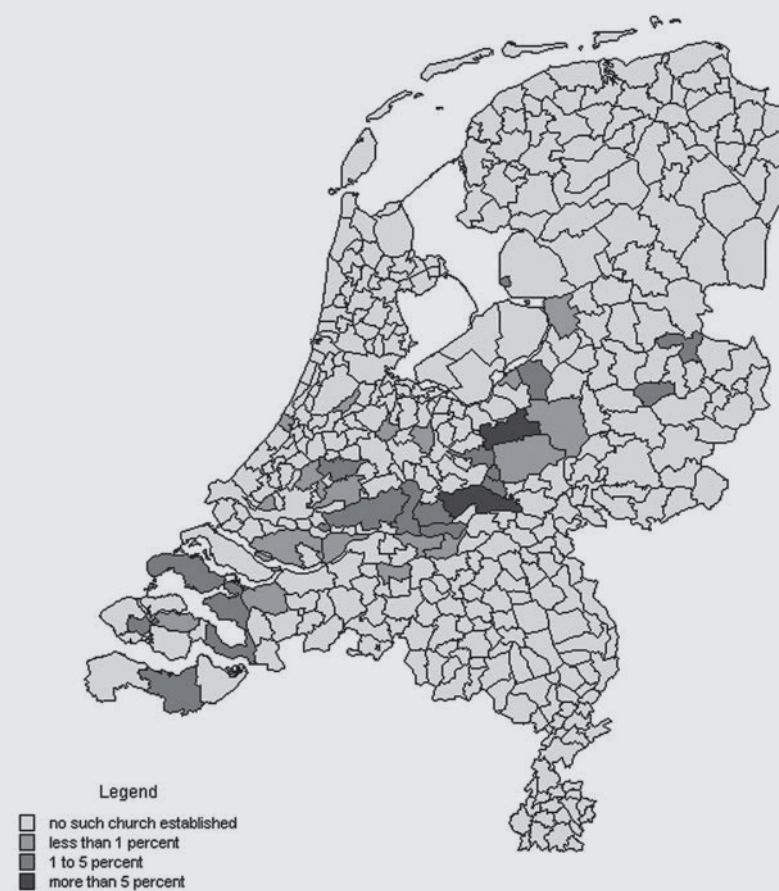 Legend
no such church established
less than 1 percent
1 to 5 percent
more than 5 percent